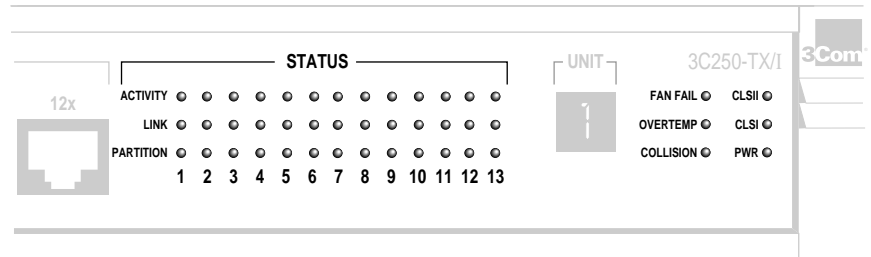 STATUS
UNIT
3C250-TX/I
3Com
12x
ACTIVITY
LINK
PARTITION
1 2 3 4 5 6 7 8 9 10 11 12 13
1
FAN FAIL CLSII
OVERTEMP CLSI
COLLISION PWR